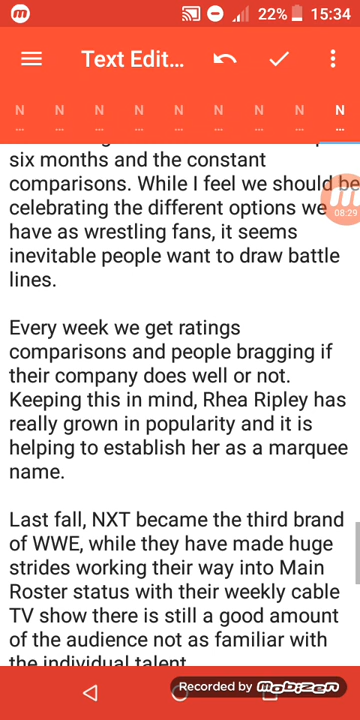 22% 15:34
Text Edit...
N N N N N N N N N
... ... ... ... ... ... ... ... ...
six months and the constant
comparisons. While I feel we should be
celebrating the different options we
have as wrestling fans, it seems
08:29
inevitable people want to draw battle
lines.
Every week we get ratings
comparisons and people bragging if
their company does well or not.
Keeping this in mind, Rhea Ripley has
really grown in popularity and it is
helping to establish her as a marquee
name.
Last fall, NXT became the third brand
of WWE, while they have made huge
strides working their way into Main
Roster status with their weekly cable
TV show there is still a good amount
of the audience not as familiar with
the individual talent
Recorded by Mobizen